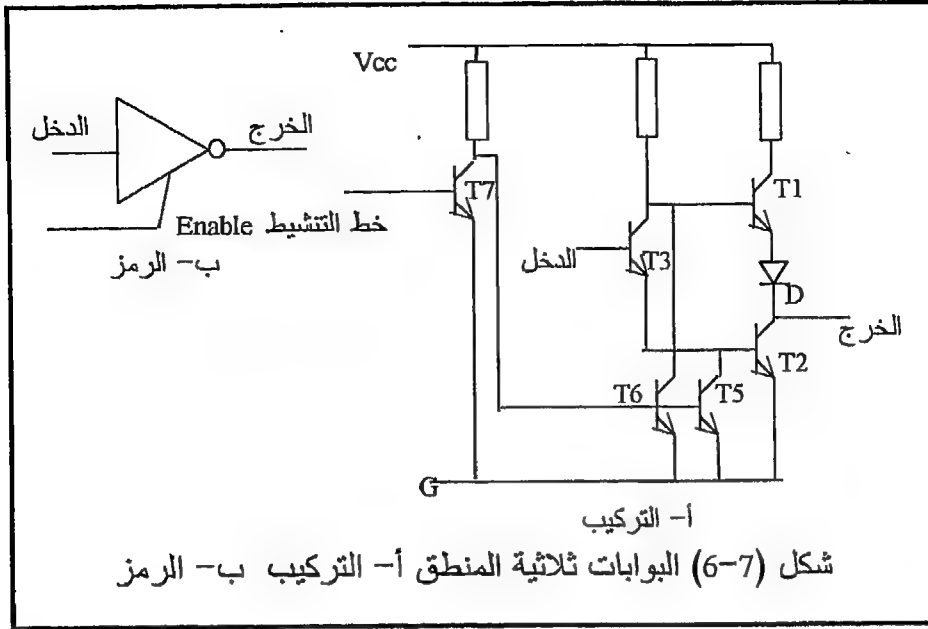 Vcc
الدخل
الخرج
T7
T1
خط التنشيط Enable
ب- الرمز
الدخل
T3
D
الخرج
T2
T6
T5
G
أ- التركيب
شكل (7-6) البوابات ثلاثية المنطق أ- التركيب ب- الرمز